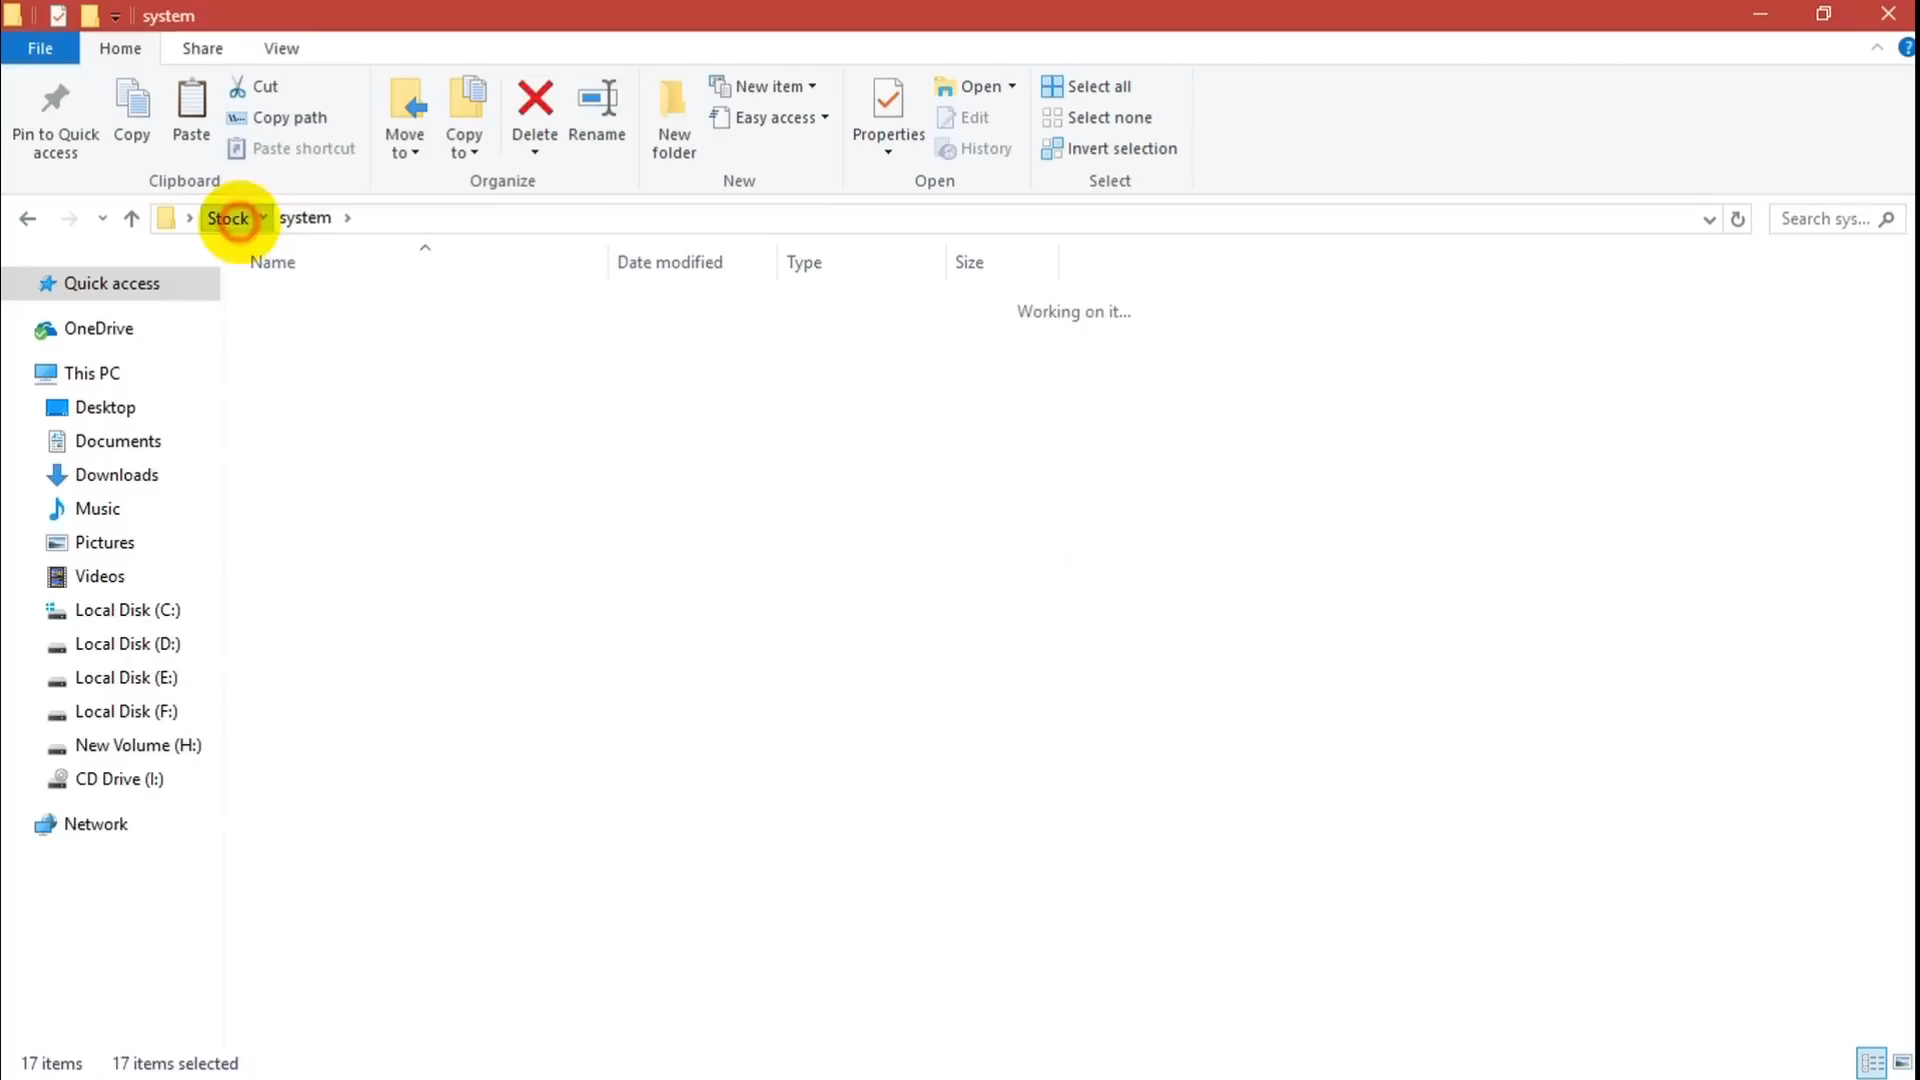 system
File
Home
Share
View
Pin to Quick
access
Copy
Paste
Cut
Copy path
Paste shortcut
Clipboard
Move
to
Copy
to
Delete
Rename
Organize
New
folder
New item
Easy access
New
Properties
Open
Edit
History
Open
Select all
Select none
Invert selection
Select
Stock
system
Search sys...
Name
Date modified
Type
Size
Working on it...
Quick access
OneDrive
This PC
Desktop
Documents
Downloads
Music
Pictures
Videos
Local Disk (C:)
Local Disk (D:)
Local Disk (E:)
Local Disk (F:)
New Volume (H:)
CD Drive (I:)
Network
17 items
17 items selected